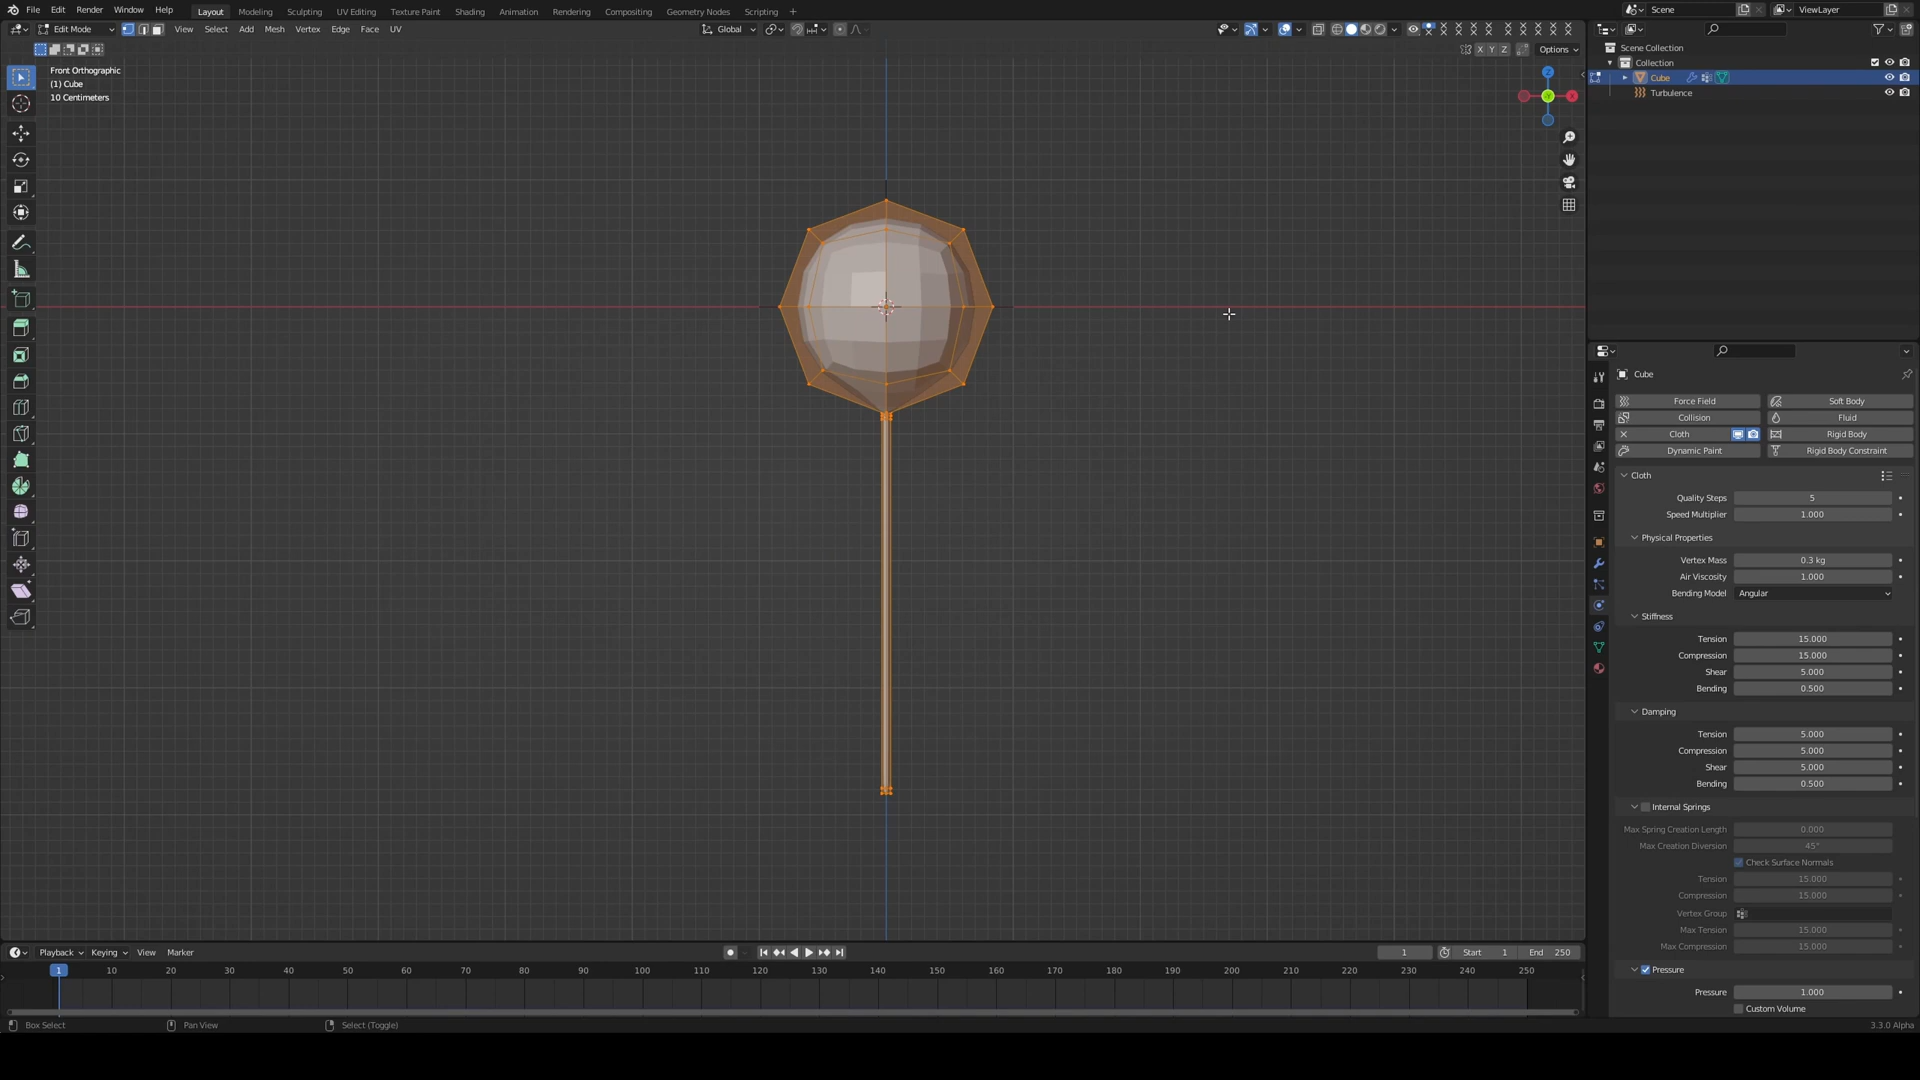 File Edit Render Window Help Layout Modeling Sculpting UV Editing Texture Paint Shading Animation Rendering Compositing Geometry Nodes Scripting + Scene ViewLayer
Edit Mode View Select Add Mesh Vertex Edge Face UV Global
X Y Z Options
Scene Collection
Collection
Cube
Turbulence
Front Orthographic
(1) Cube
10 Centimeters
Z
X
Cube
Force Field Soft Body
Collision Fluid
Cloth Rigid Body
Dynamic Paint Rigid Body Constraint
Cloth
Quality Steps 5
Speed Multiplier 1.000
Physical Properties
Vertex Mass 0.3 kg
Air Viscosity 1.000
Bending Model Angular
Stiffness
Tension 15.000
Compression 15.000
Shear 5.000
Bending 0.500
Damping
Tension 5.000
Compression 5.000
Shear 5.000
Bending 0.500
Internal Springs
Max Spring Creation Length 0.000
Max Creation Diversion 45°
Check Surface Normals
Tension 15.000
Compression 15.000
Vertex Group
Max Tension 15.000
Max Compression 15.000
Pressure
Pressure 1.000
Custom Volume
Playback Keying View Marker 1 Start 1 End 250
1 10 20 30 40 50 60 70 80 90 100 110 120 130 140 150 160 170 180 190 200 210 220 230 240 250
Box Select Pan View Select (Toggle) 3.3.0 Alpha